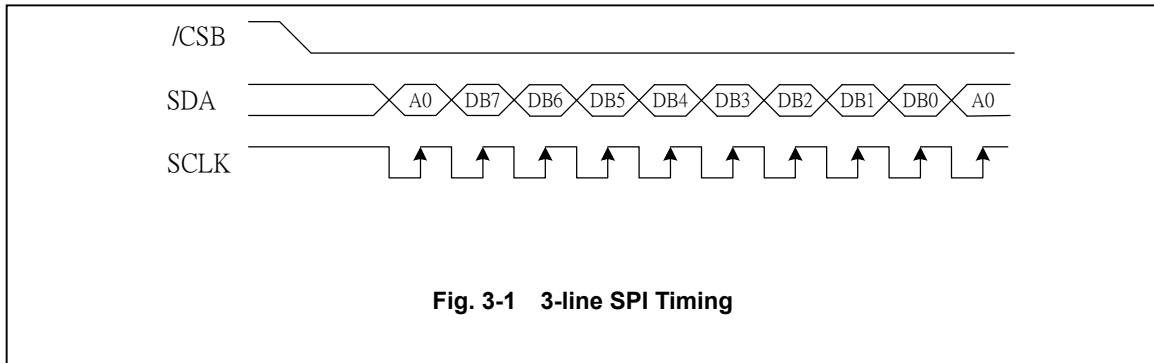 /CSB
SDA A0 DB7 DB6 DB5 DB4 DB3 DB2 DB1 DB0 A0
SCLK
Fig. 3-1 3-line SPI Timing